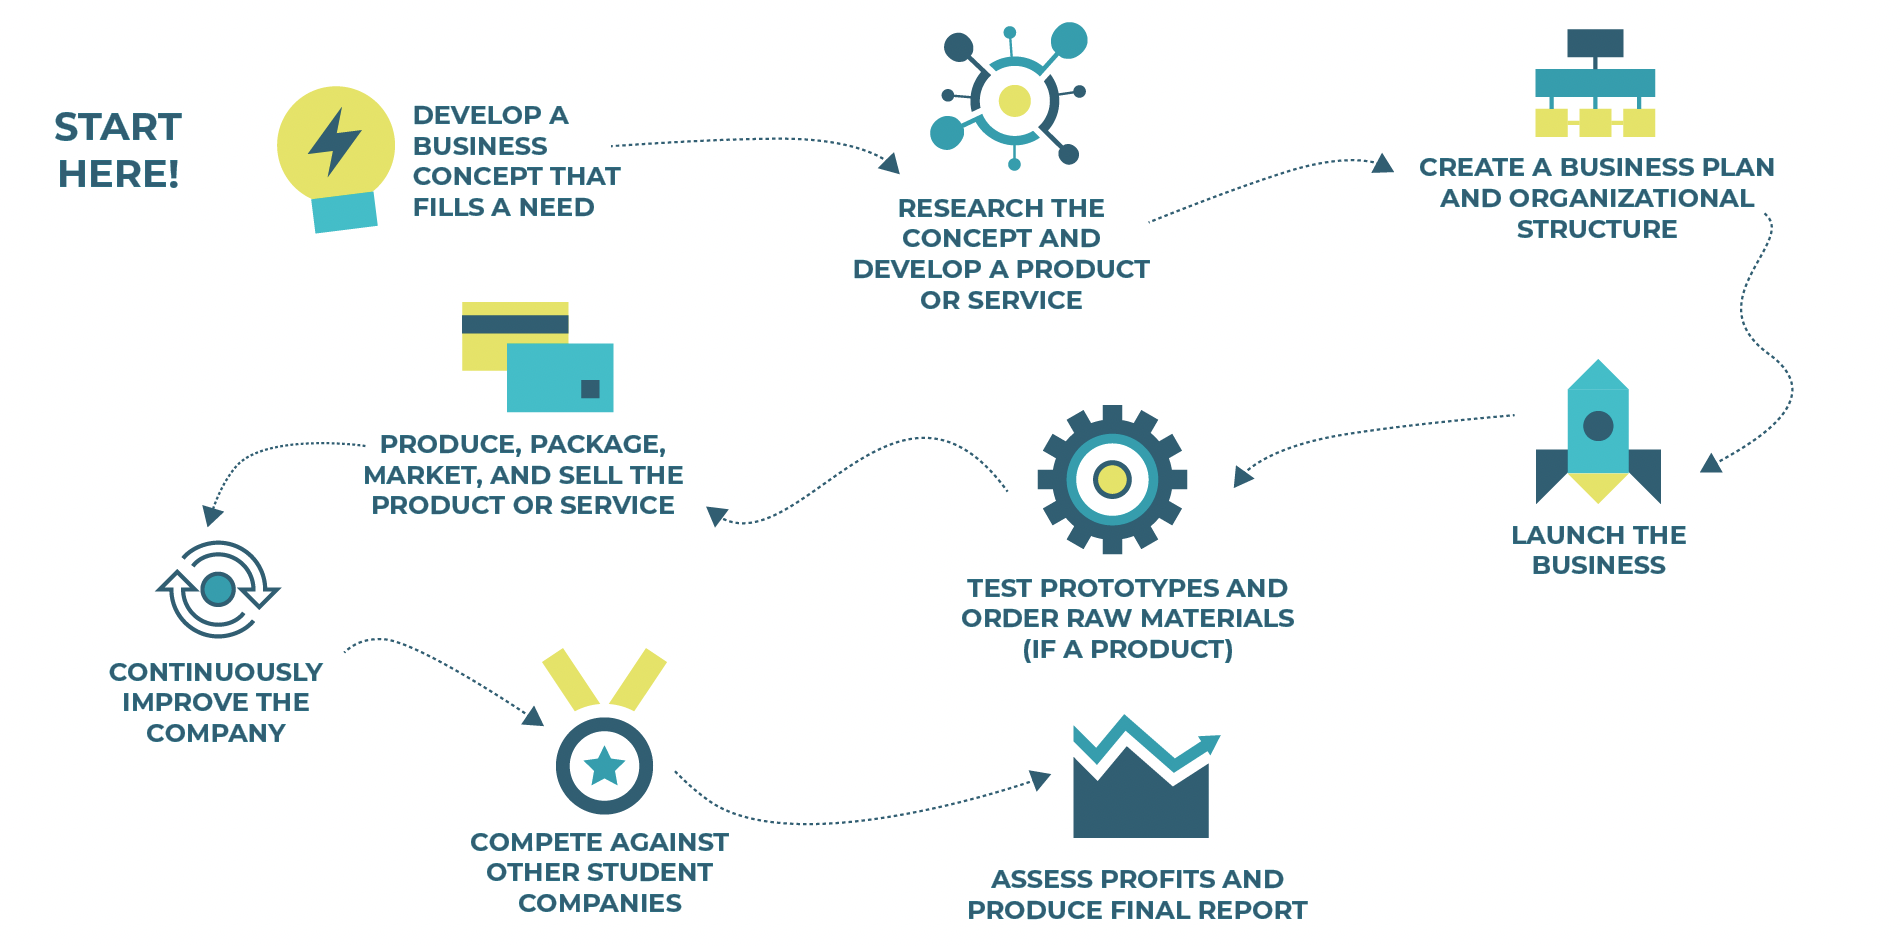 START
HERE!
DEVELOP A
BUSINESS
CONCEPT THAT
FILLS A NEED
RESEARCH THE
CONCEPT AND
DEVELOP A PRODUCT
OR SERVICE
CREATE A BUSINESS PLAN
AND ORGANIZATIONAL
STRUCTURE
LAUNCH THE
BUSINESS
TEST PROTOTYPES AND
ORDER RAW MATERIALS
(IF A PRODUCT)
PRODUCE, PACKAGE,
MARKET, AND SELL THE
PRODUCT OR SERVICE
CONTINUOUSLY
IMPROVE THE
COMPANY
COMPETE AGAINST
OTHER STUDENT
COMPANIES
ASSESS PROFITS AND
PRODUCE FINAL REPORT